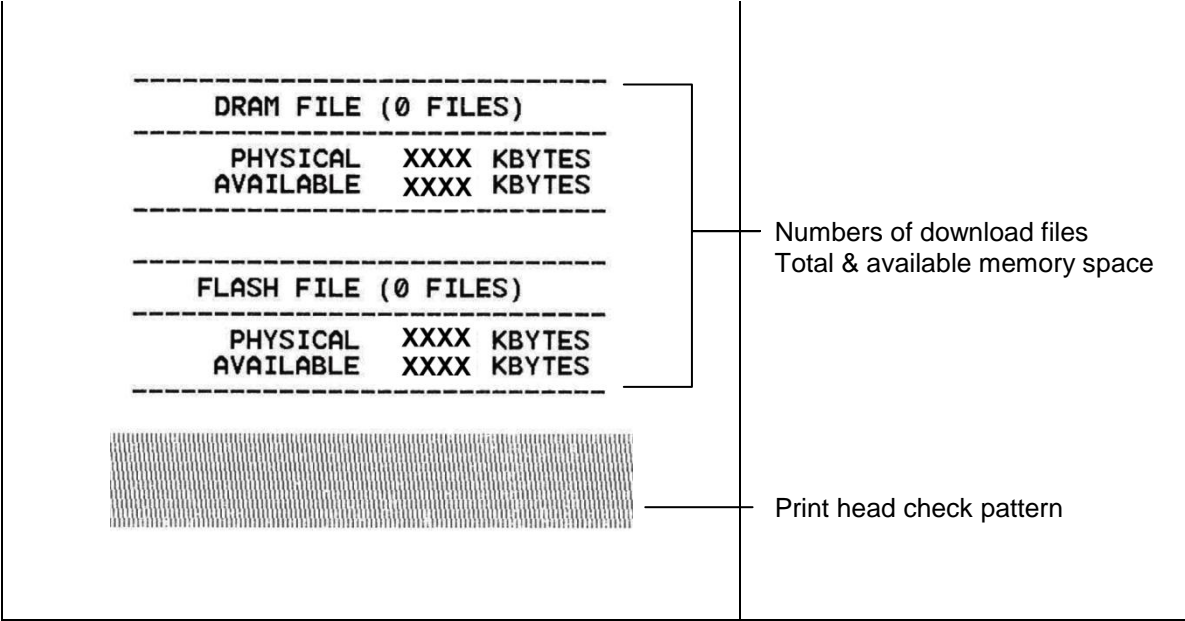 DRAM FILE (0 FILES)
PHYSICAL XXXX KBYTES
AVAILABLE XXXX KBYTES
FLASH FILE (0 FILES)
PHYSICAL XXXX KBYTES
AVAILABLE XXXX KBYTES
Numbers of download files
Total & available memory space
Print head check pattern